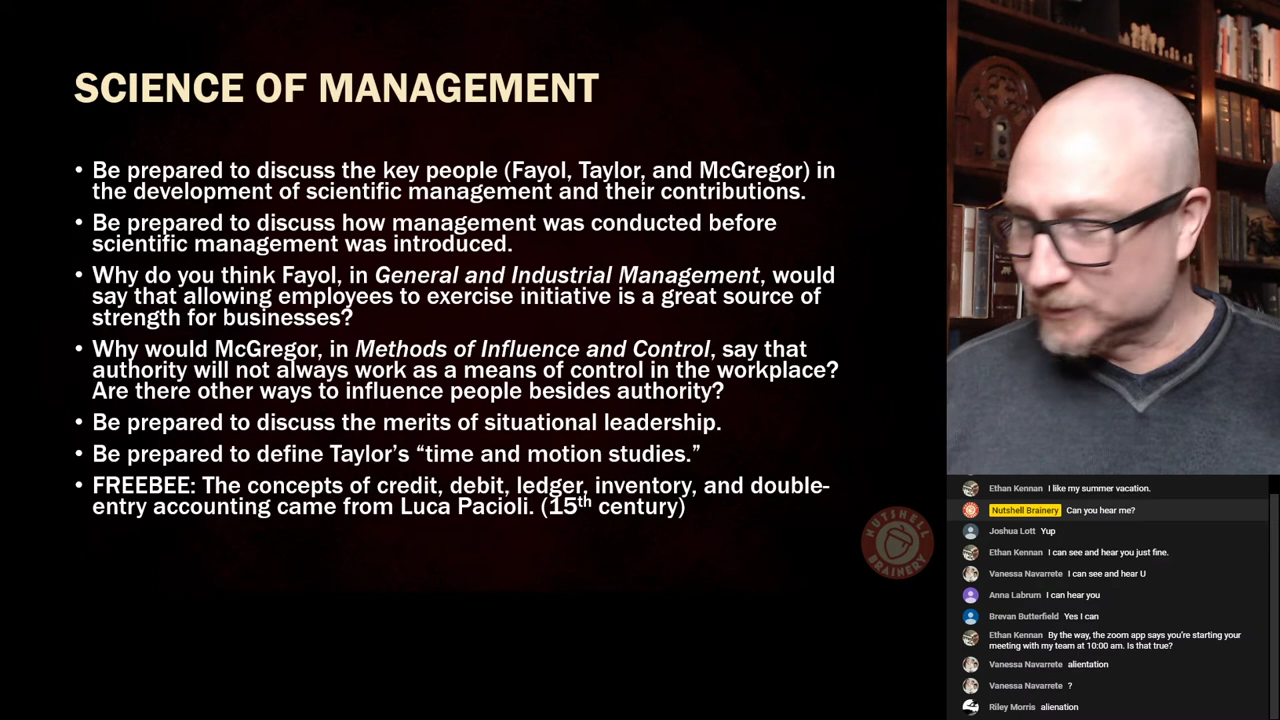 SCIENCE OF MANAGEMENT
• Be prepared to discuss the key people (Fayol, Taylor, and McGregor) in
the development of scientific management and their contributions.
• Be prepared to discuss how management was conducted before
scientific management was introduced.
• Why do you think Fayol, in General and Industrial Management, would
say that allowing employees to exercise initiative is a great source of
strength for businesses?
• Why would McGregor, in Methods of Influence and Control, say that
authority will not always work as a means of control in the workplace?
Are there other ways to influence people besides authority?
• Be prepared to discuss the merits of situational leadership.
• Be prepared to define Taylor's “time and motion studies.”
• FREEBEE: The concepts of credit, debit, ledger, inventory, and double-
entry accounting came from Luca Pacioli. (15th century)
NUTSHELL
BRAINERY
Ethan Kennan I like my summer vacation.
Nutshell Brainery Can you hear me?
Joshua Lott Yup
Ethan Kennan I can see and hear you just fine.
Vanessa Navarrete I can see and hear U
Anna Labrum I can hear you
Brevan Butterfield Yes I can
Ethan Kennan By the way, the zoom app says you're starting your
meeting with my team at 10:00 am. Is that true?
Vanessa Navarrete alientation
Vanessa Navarrete ?
Riley Morris alienation